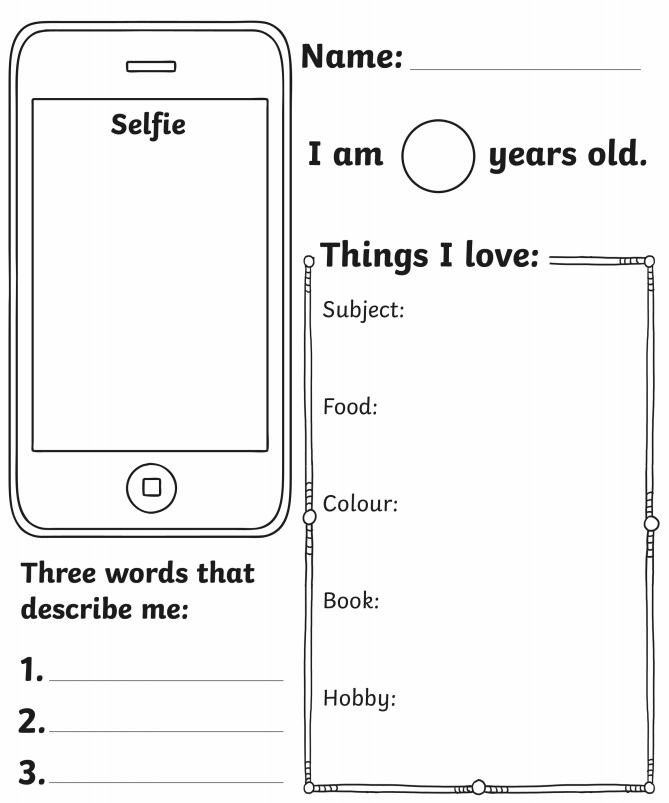 Selfie
Name:
I am
years old.
Things I love:
Subject:
Food:
Colour:
Book:
Hobby:
Three words that
describe me:
1.
2.
3.